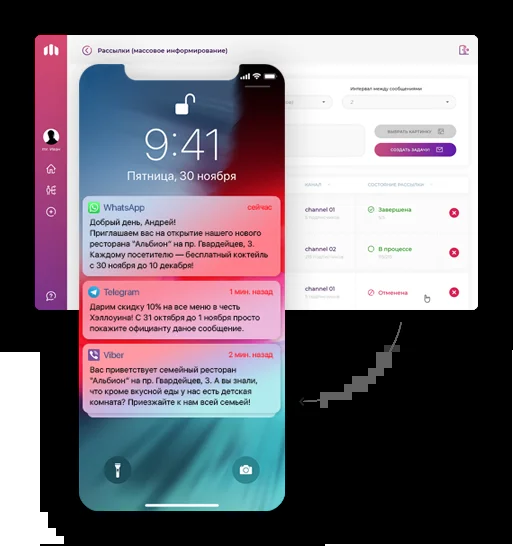 Рассылки (массовое информирование)
Интервал между сообщениями
2
ВЫБРАТЬ КАРТИНКУ
СОЗДАТЬ ЗАДАЧИ
КАНАЛ
СОСТОЯНИЕ РАССЫЛКИ
channel 01
Завершена
channel 02
В процессе
channel 01
Отменена
9:41
Пятница, 30 ноября
WhatsApp
сейчас
Добрый день, Андрей!
Приглашаем вас на открытие нашего нового
ресторана "Альбион" на пр. Гвардейцев, 3.
Каждому посетителю — бесплатный коктейль
с 30 ноября до 10 декабря!
Telegram
1 мин. назад
Дарим скидку 10% на все меню в честь
Хэллоуина! С 31 октября до 1 ноября просто
покажите официанту даное сообщение.
Viber
2 мин. назад
Вас приветствует семейный ресторан
"Альбион" на пр. Гвардейцев, 3. А вы знали,
что кроме вкусной еды у нас есть детская
комната? Приезжайте к нам всей семьей!